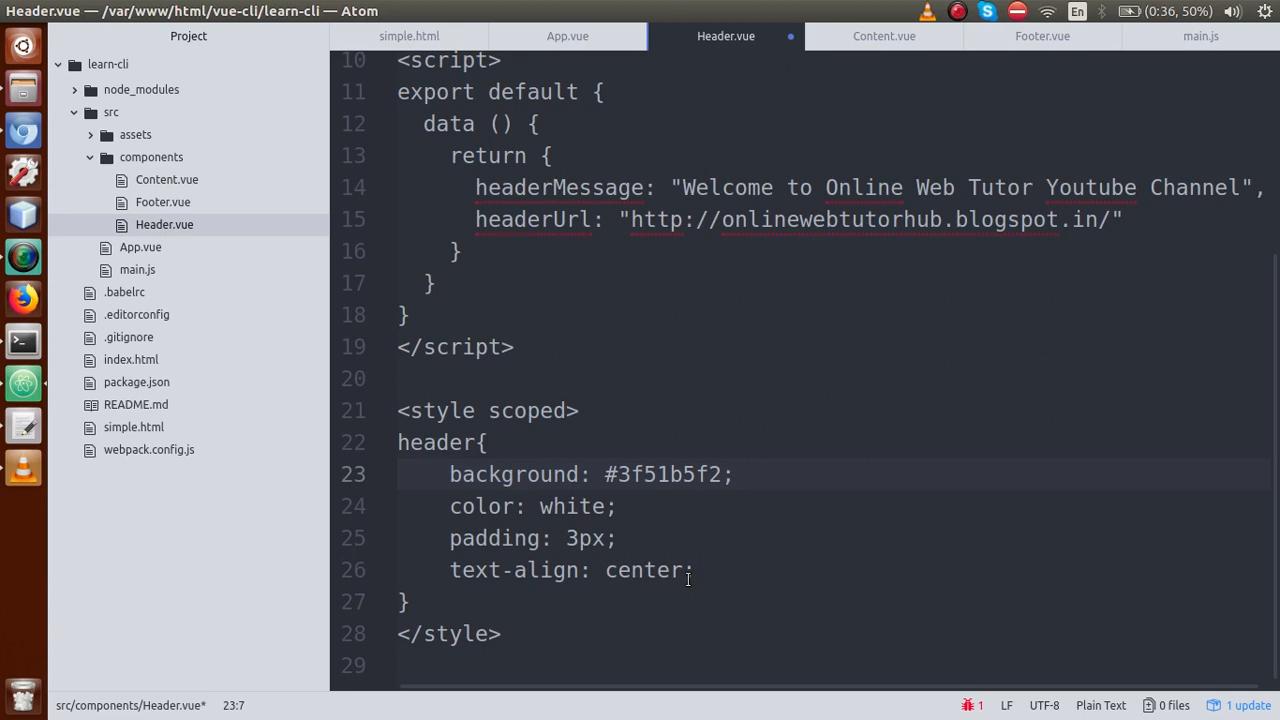 Header.vue — /var/www/html/vue-cli/learn-cli — Atom
En
(0:36, 50%)
Project
simple.html
App.vue
Header.vue
Content.vue
Footer.vue
main.js
learn-cli
node_modules
src
assets
components
Content.vue
Footer.vue
Header.vue
App.vue
main.js
.babelrc
.editorconfig
.gitignore
index.html
package.json
README.md
simple.html
webpack.config.js
10 <script>
11 export default {
12 data () {
13 return {
14 headerMessage: "Welcome to Online Web Tutor Youtube Channel",
15 headerUrl: "http://onlinewebtutorhub.blogspot.in/"
16 }
17 }
18 }
19 </script>
20
21 <style scoped>
22 header{
23 background: #3f51b5f2;
24 color: white;
25 padding: 3px;
26 text-align: center;
27 }
28 </style>
29
src/components/Header.vue* 23:7
1 LF UTF-8 Plain Text 0 files 1 update